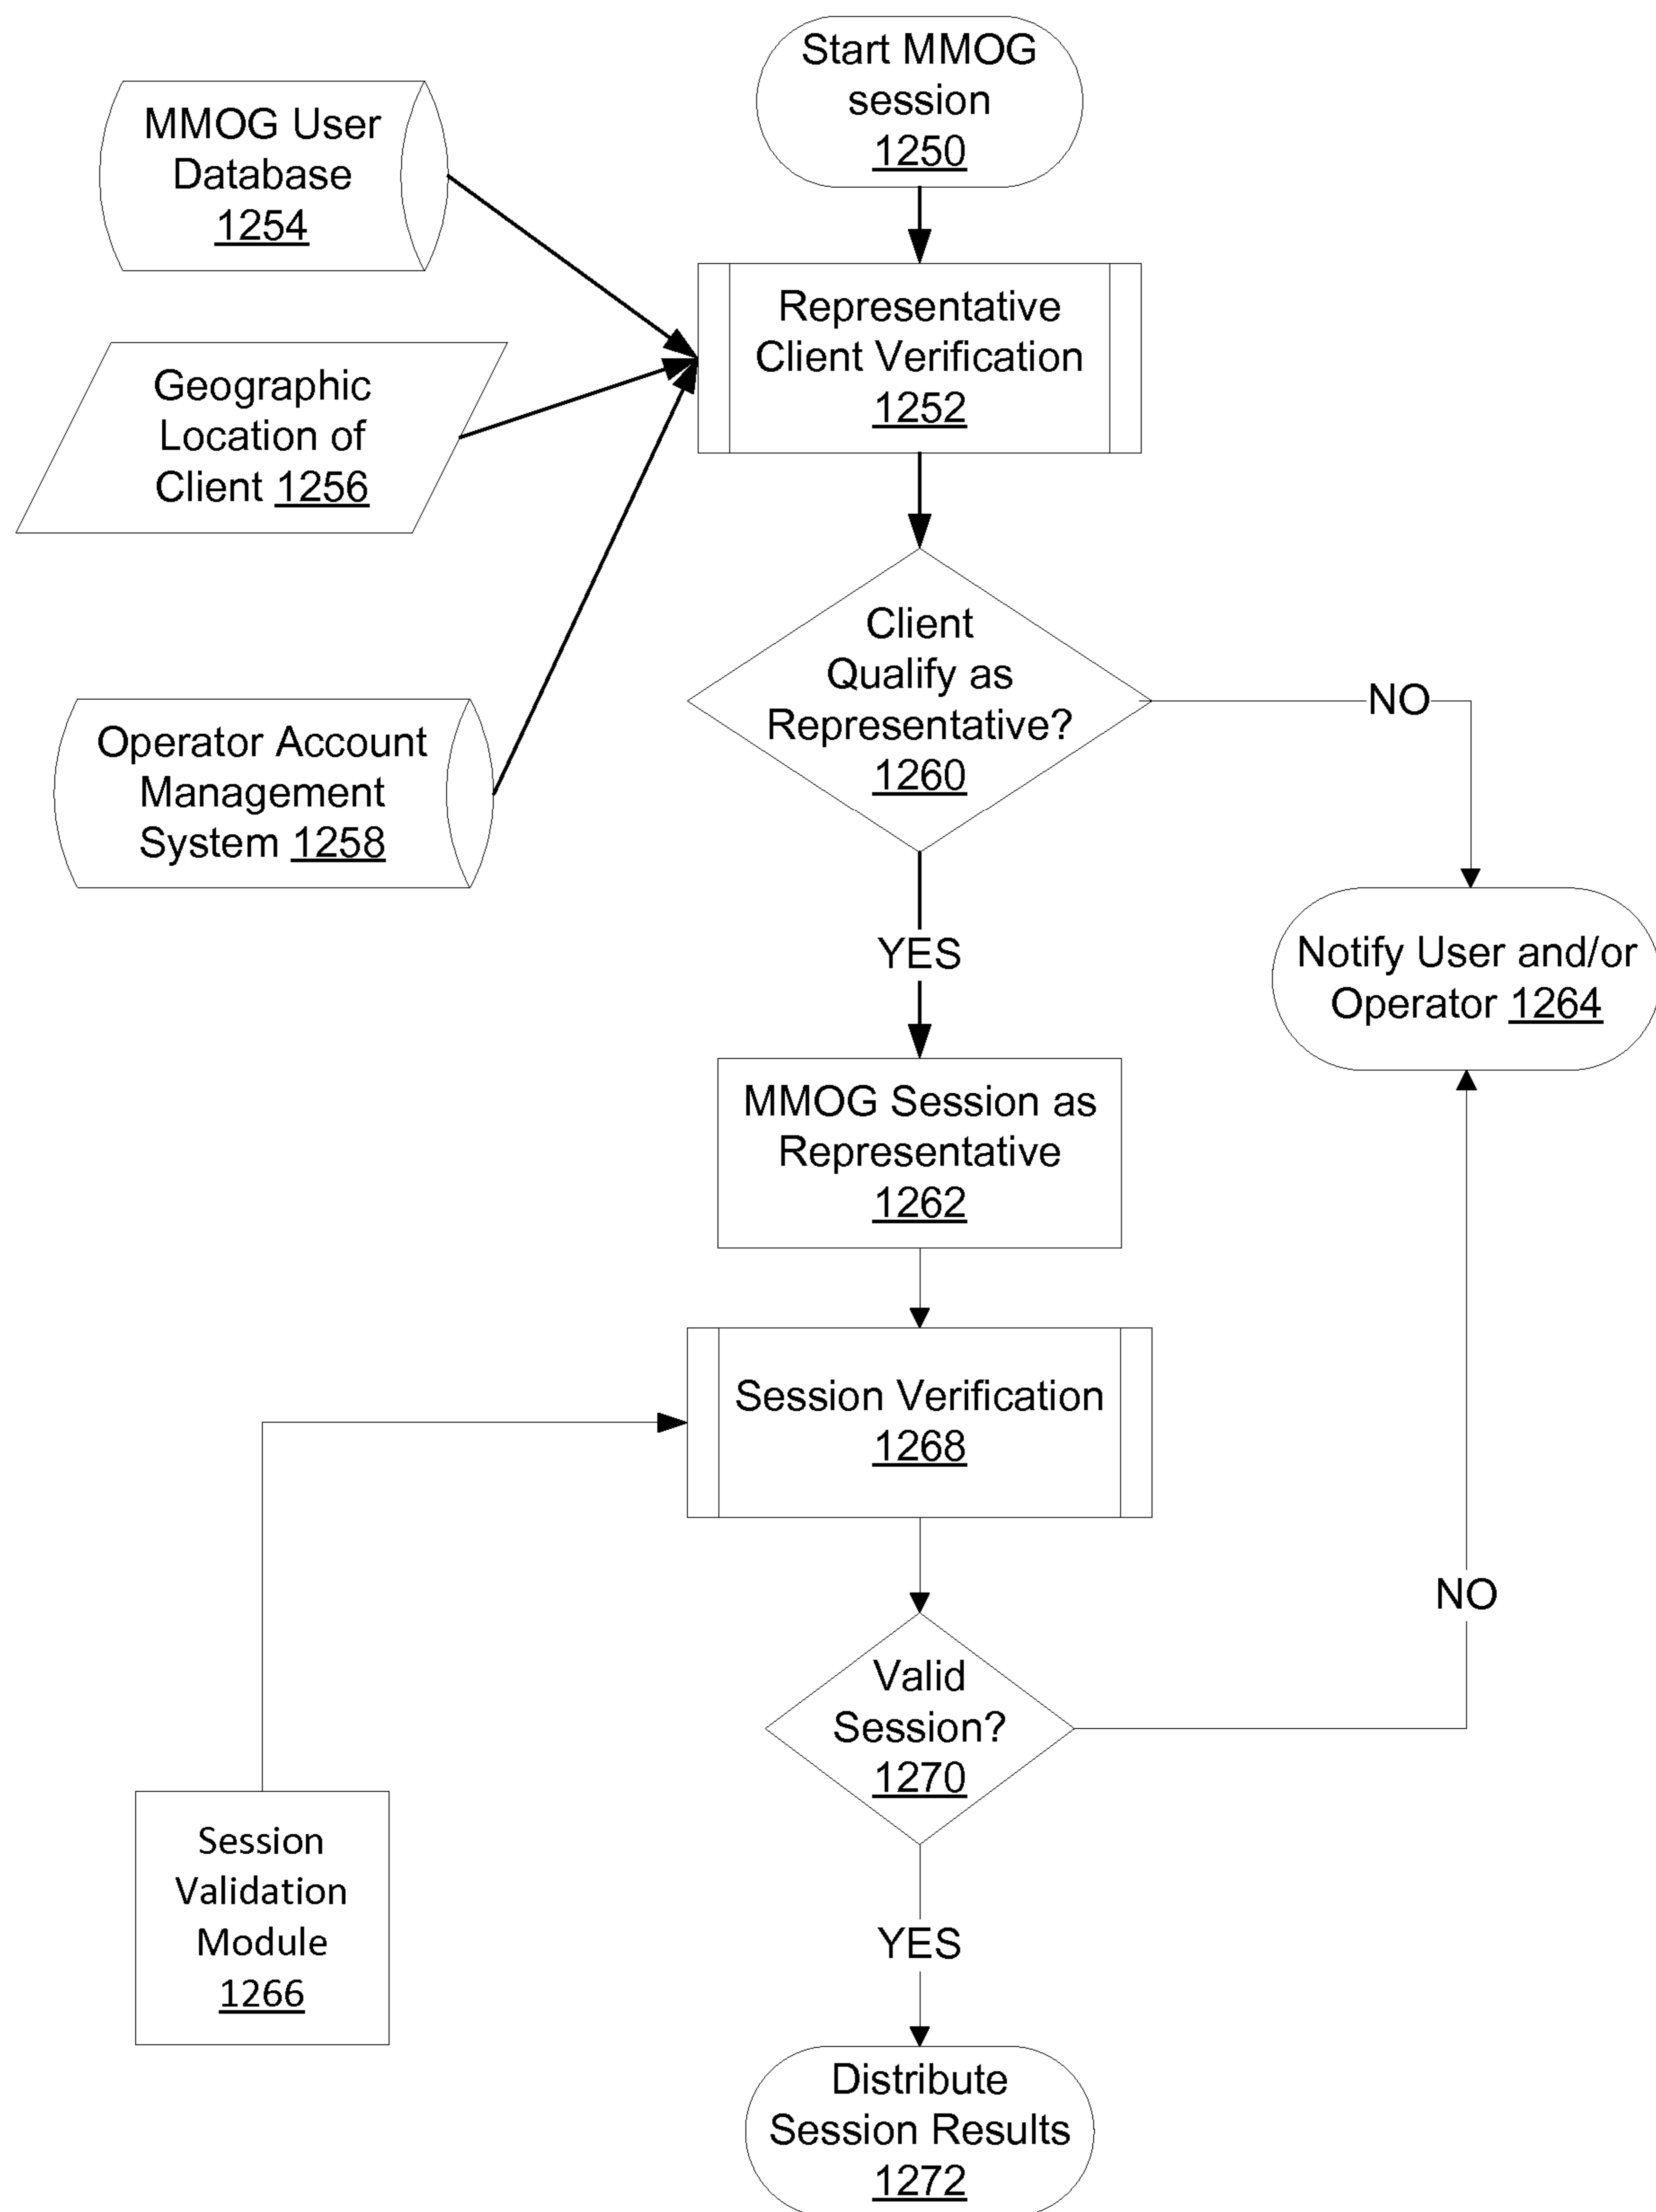 Start MMOG
session
1250
MMOG User
Database
1254
Representative
Client Verification
1252
Geographic
Location of
Client 1256
Client
Qualify as
Representative?
1260
NO
Operator Account
Management
System 1258
YES
Notify User and/or
Operator 1264
MMOG Session as
Representative
1262
Session Verification
1268
NO
Valid
Session?
1270
Session
Validation
Module
1266
YES
Distribute
Session Results
1272